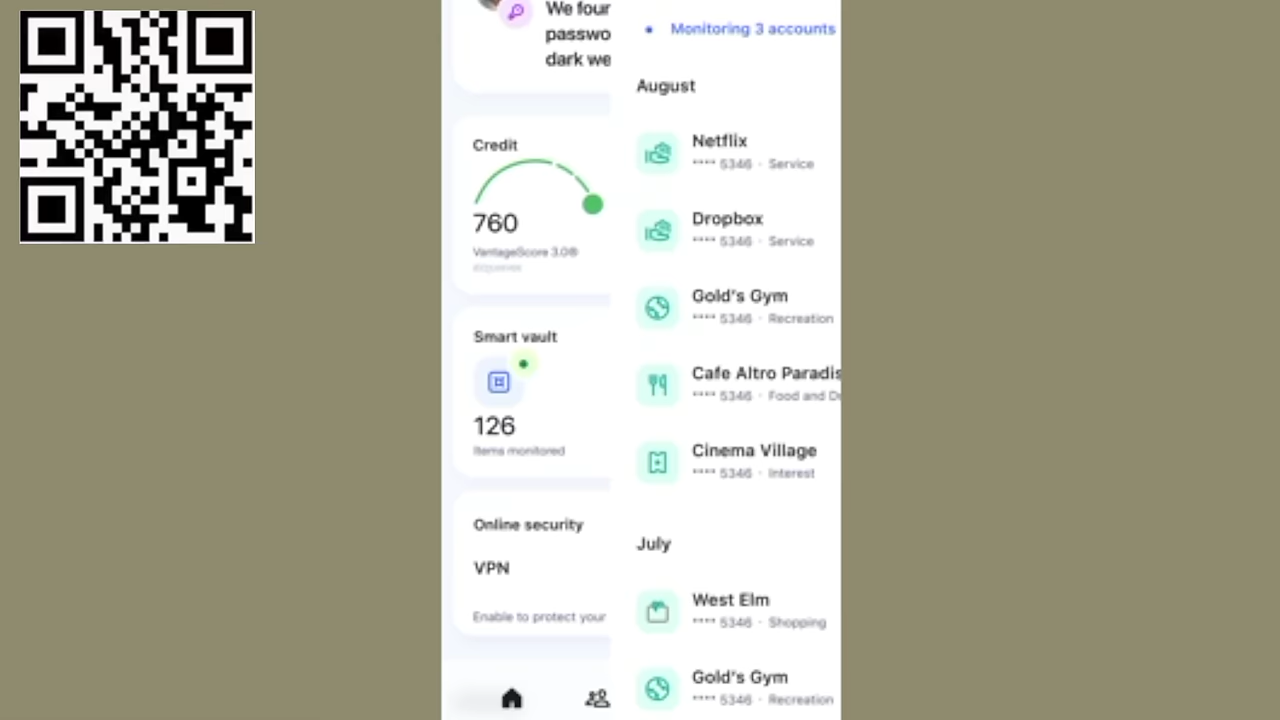 We four
passwo
dark we
Credit
760
VantageScore 3.0®
Smart vault
126
Items monitored
Online security
VPN
Enable to protect your
Monitoring 3 accounts
August
Netflix
**** 5346 · Service
Dropbox
**** 5346 · Service
Gold's Gym
**** 5346 · Recreation
Cafe Altro Paradis
**** 5346 · Food and Dr
Cinema Village
**** 5346 · Interest
July
West Elm
**** 5346 · Shopping
Gold's Gym
**** 5346 · Recreation